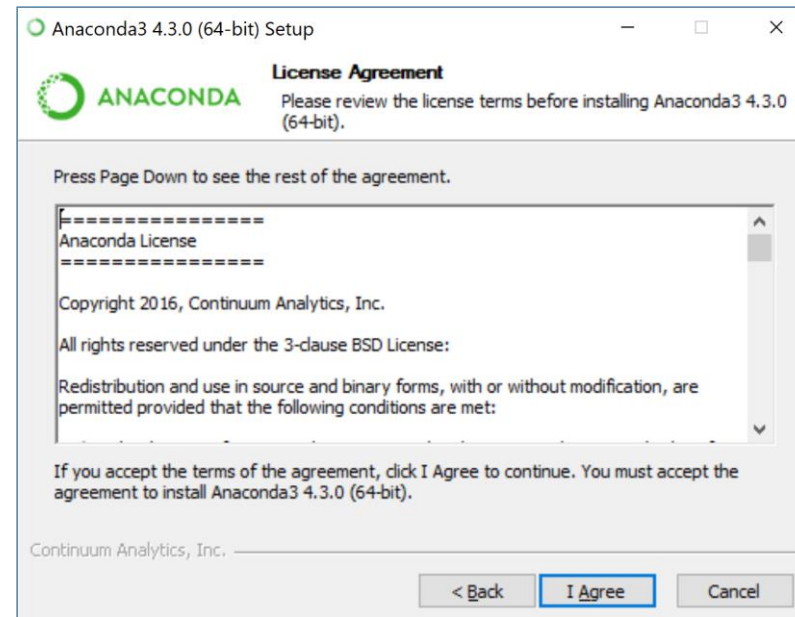 Anaconda3 4.3.0 (64-bit) Setup
ANACONDA
License Agreement
Please review the license terms before installing Anaconda3 4.3.0
(64-bit).
Press Page Down to see the rest of the agreement.
================
Anaconda License
================
Copyright 2016, Continuum Analytics, Inc.
All rights reserved under the 3-clause BSD License:
Redistribution and use in source and binary forms, with or without modification, are
permitted provided that the following conditions are met:
If you accept the terms of the agreement, click I Agree to continue. You must accept the
agreement to install Anaconda3 4.3.0 (64-bit).
Continuum Analytics, Inc.
< Back
I Agree
Cancel